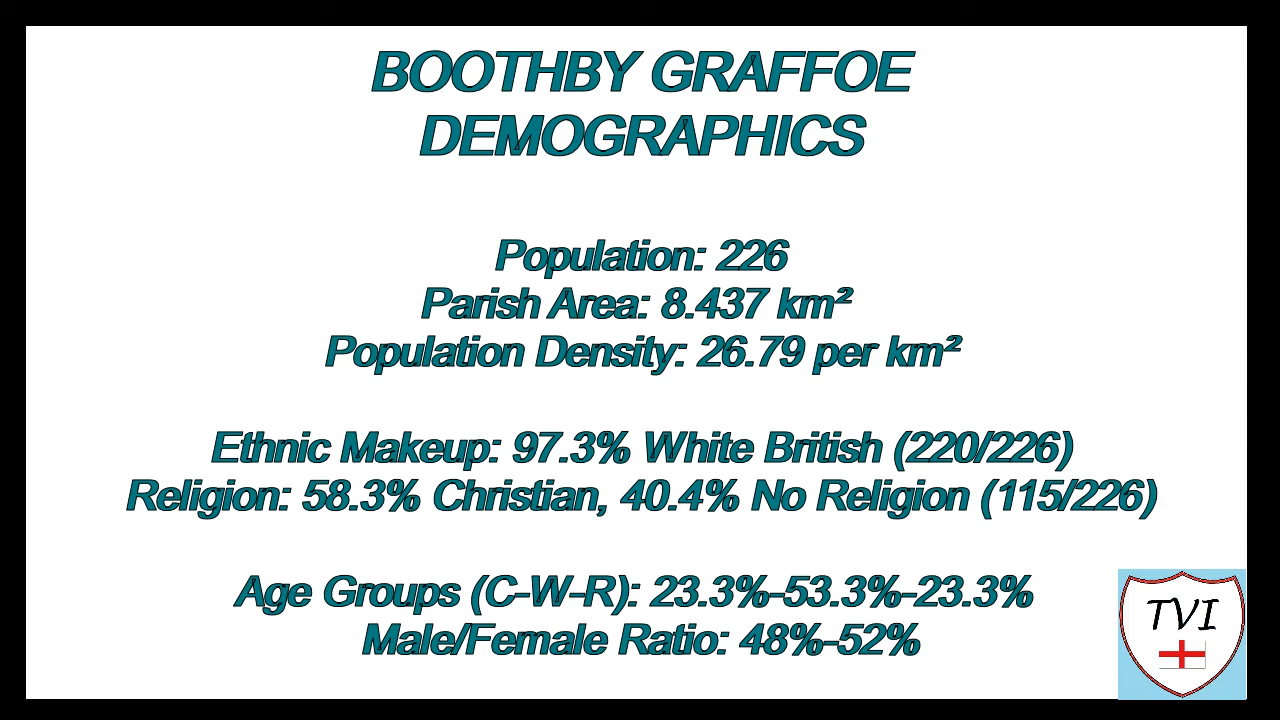 BOOTHBY GRAFFOE
DEMOGRAPHICS
Population: 226
Parish Area: 8.437 km²
Population Density: 26.79 per km²
Ethnic Makeup: 97.3% White British (220/226)
Religion: 58.3% Christian, 40.4% No Religion (115/226)
Age Groups (C-W-R): 23.3%-53.3%-23.3%
Male/Female Ratio: 48%-52%
TVI